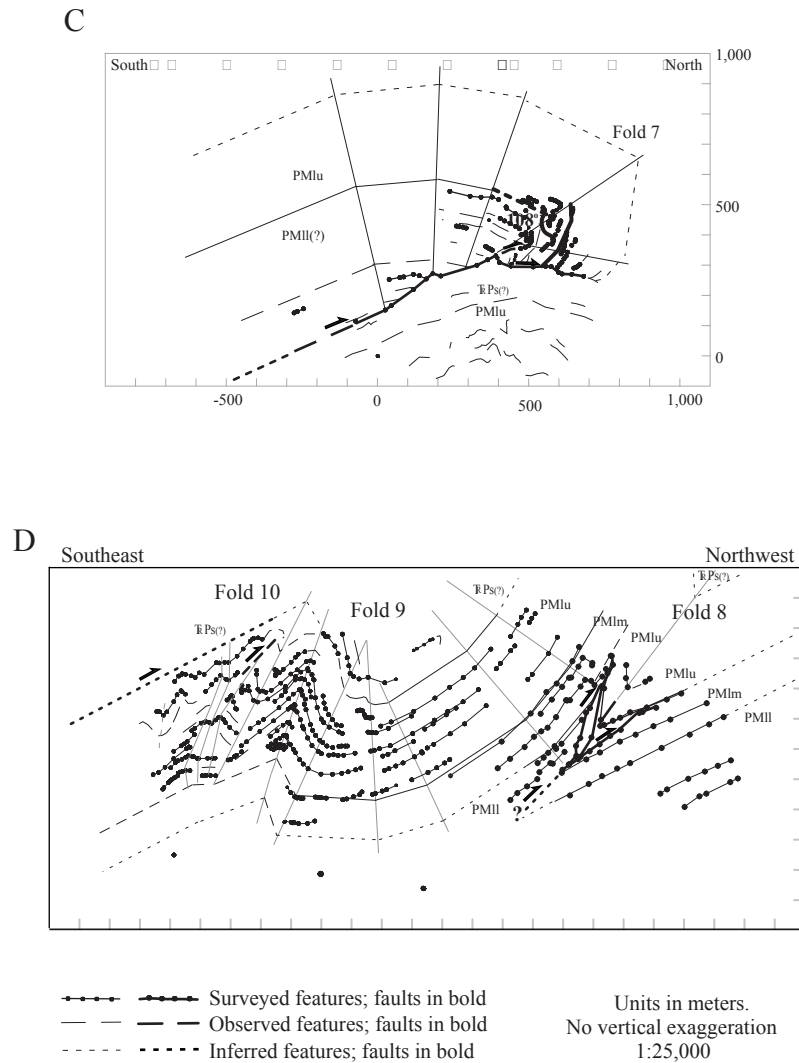 C
South North
1,000
Fold 7
PMlu
500
108°
PMll(?)
TRPs(?)
PMlu
0
-500 0 500 1,000
D
Southeast Northwest
TRPs(?)
TRPs(?)
Fold 10
Fold 9
PMlu
Fold 8
PMlm
TRPs(?)
PMlu
PMlu
PMlm
PMll
PMll
?
Surveyed features; faults in bold
Observed features; faults in bold
Inferred features; faults in bold
Units in meters.
No vertical exaggeration
1:25,000